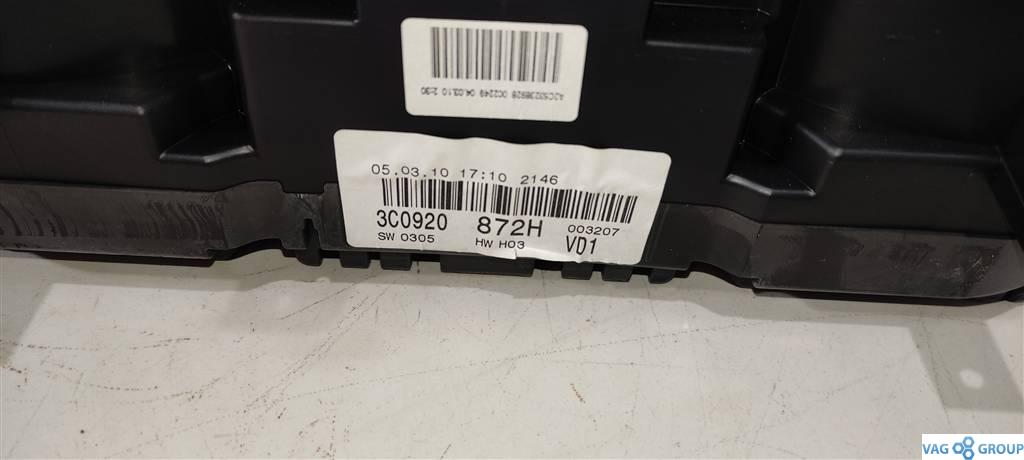 A2C53236928 0C2249 04.03.10 2:30
05.03.10 17:10 2146
3C0920 872H 003207
SW 0305 HW H03 VD1
VAG GROUP